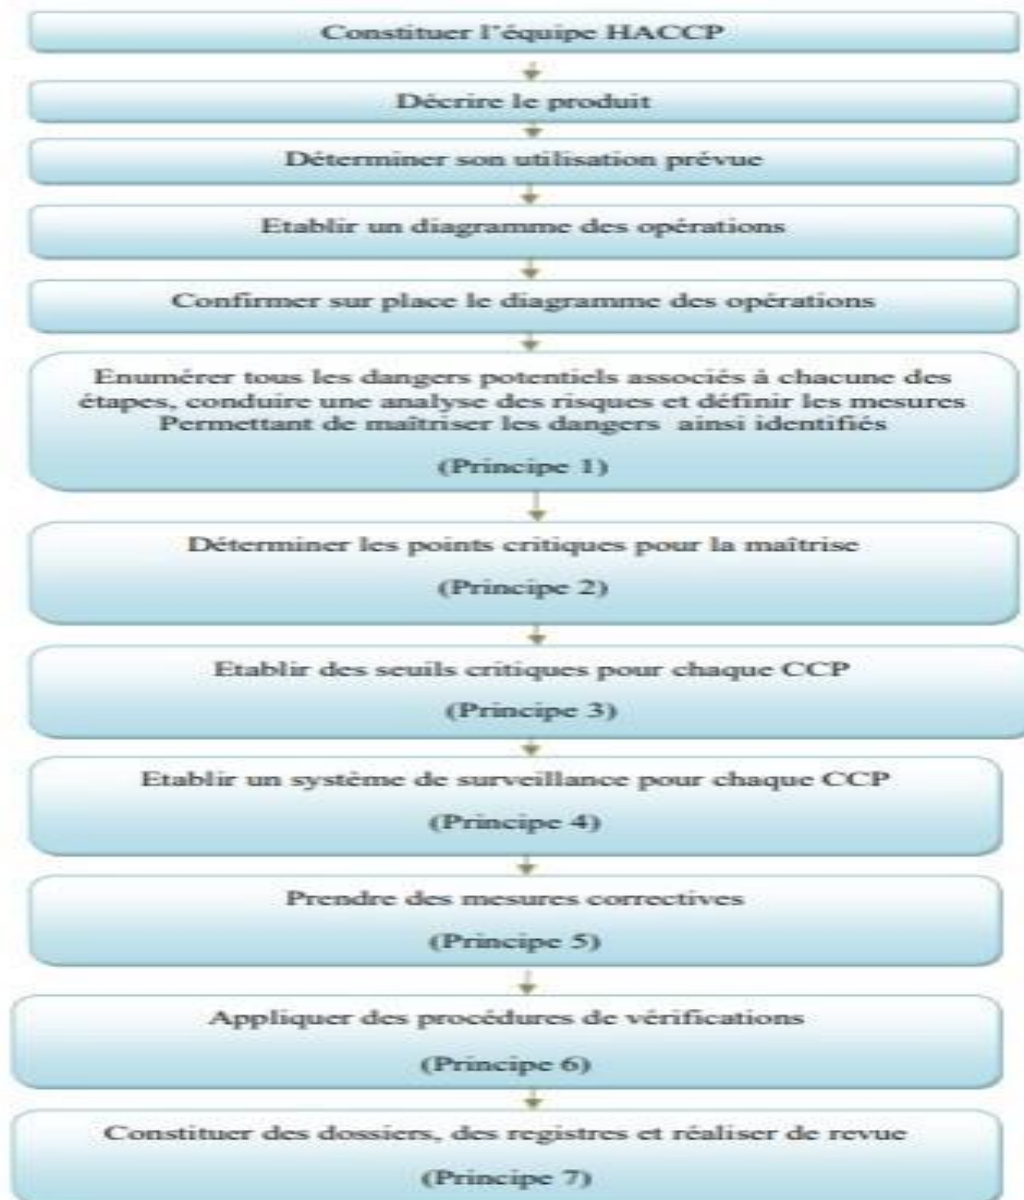 Constituer l'équipe HACCP
Décrire le produit
Déterminer son utilisation prévue
Etablir un diagramme des opérations
Confirmer sur place le diagramme des opérations
Enumérer tous les dangers potentiels associés à chacune des
étapes, conduire une analyse des risques et définir les mesures
Permettant de maîtriser les dangers ainsi identifiés
(Principe 1)
Déterminer les points critiques pour la maîtrise
(Principe 2)
Etablir des seuils critiques pour chaque CCP
(Principe 3)
Etablir un système de surveillance pour chaque CCP
(Principe 4)
Prendre des mesures correctives
(Principe 5)
Appliquer des procédures de vérifications
(Principe 6)
Constituer des dossiers, des registres et réaliser de revue
(Principe 7)